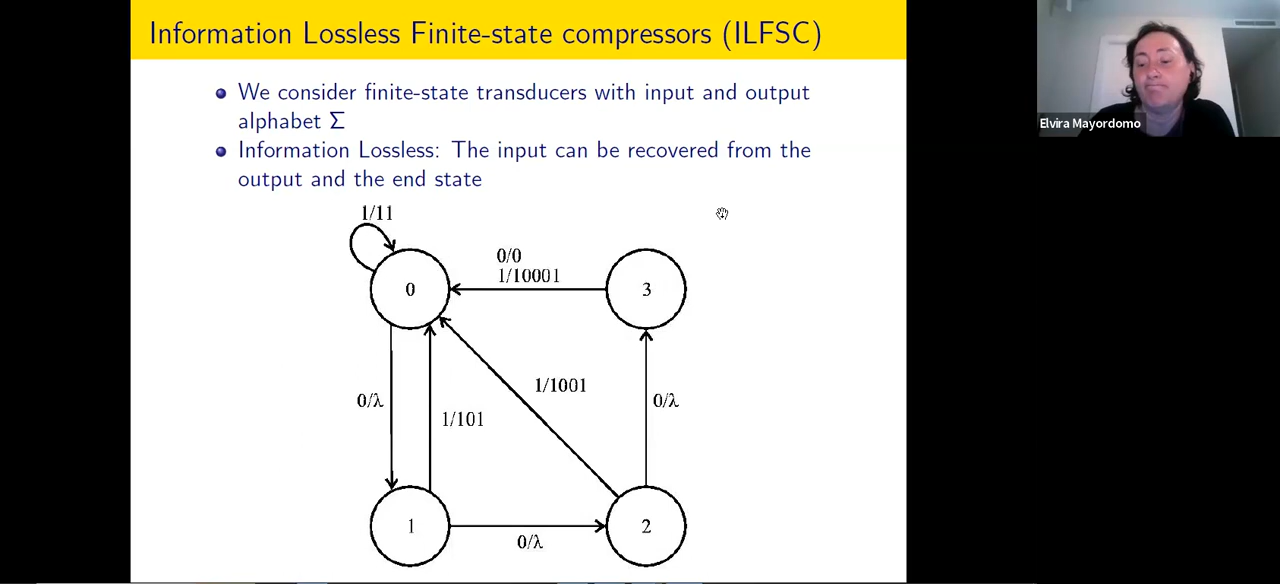 Information Lossless Finite-state compressors (ILFSC)
We consider finite-state transducers with input and output
alphabet Σ
Information Lossless: The input can be recovered from the
output and the end state
Elvira Mayordomo
1/11
0/0
1/10001
0
3
0/λ
1/101
1/1001
0/λ
1
2
0/λ